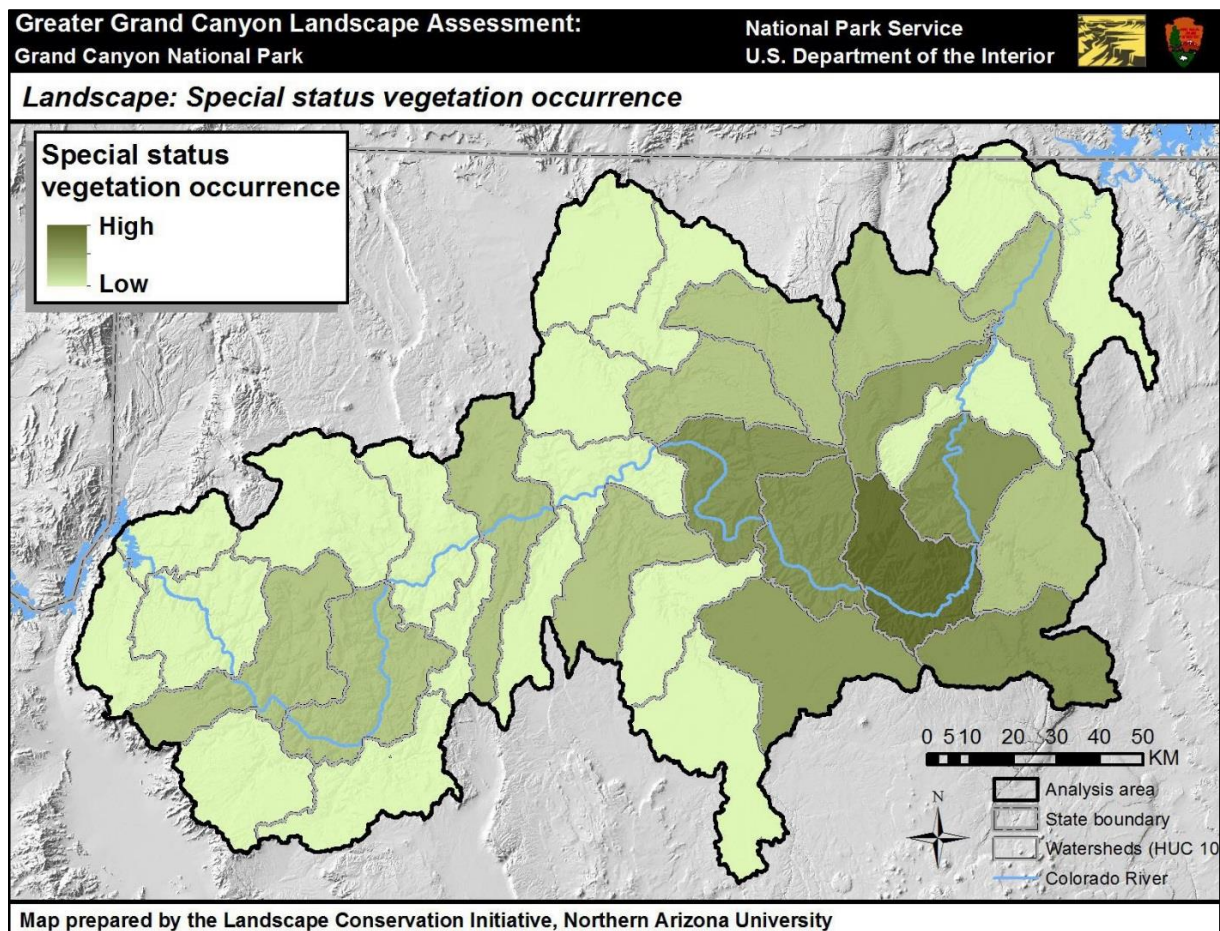 Greater Grand Canyon Landscape Assessment:
Grand Canyon National Park
National Park Service
U.S. Department of the Interior
Landscape: Special status vegetation occurrence
Special status
vegetation occurrence
High
Low
0 5 10 20 30 40 50
KM
N
Analysis area
State boundary
Watersheds (HUC 10
Colorado River
Map prepared by the Landscape Conservation Initiative, Northern Arizona University